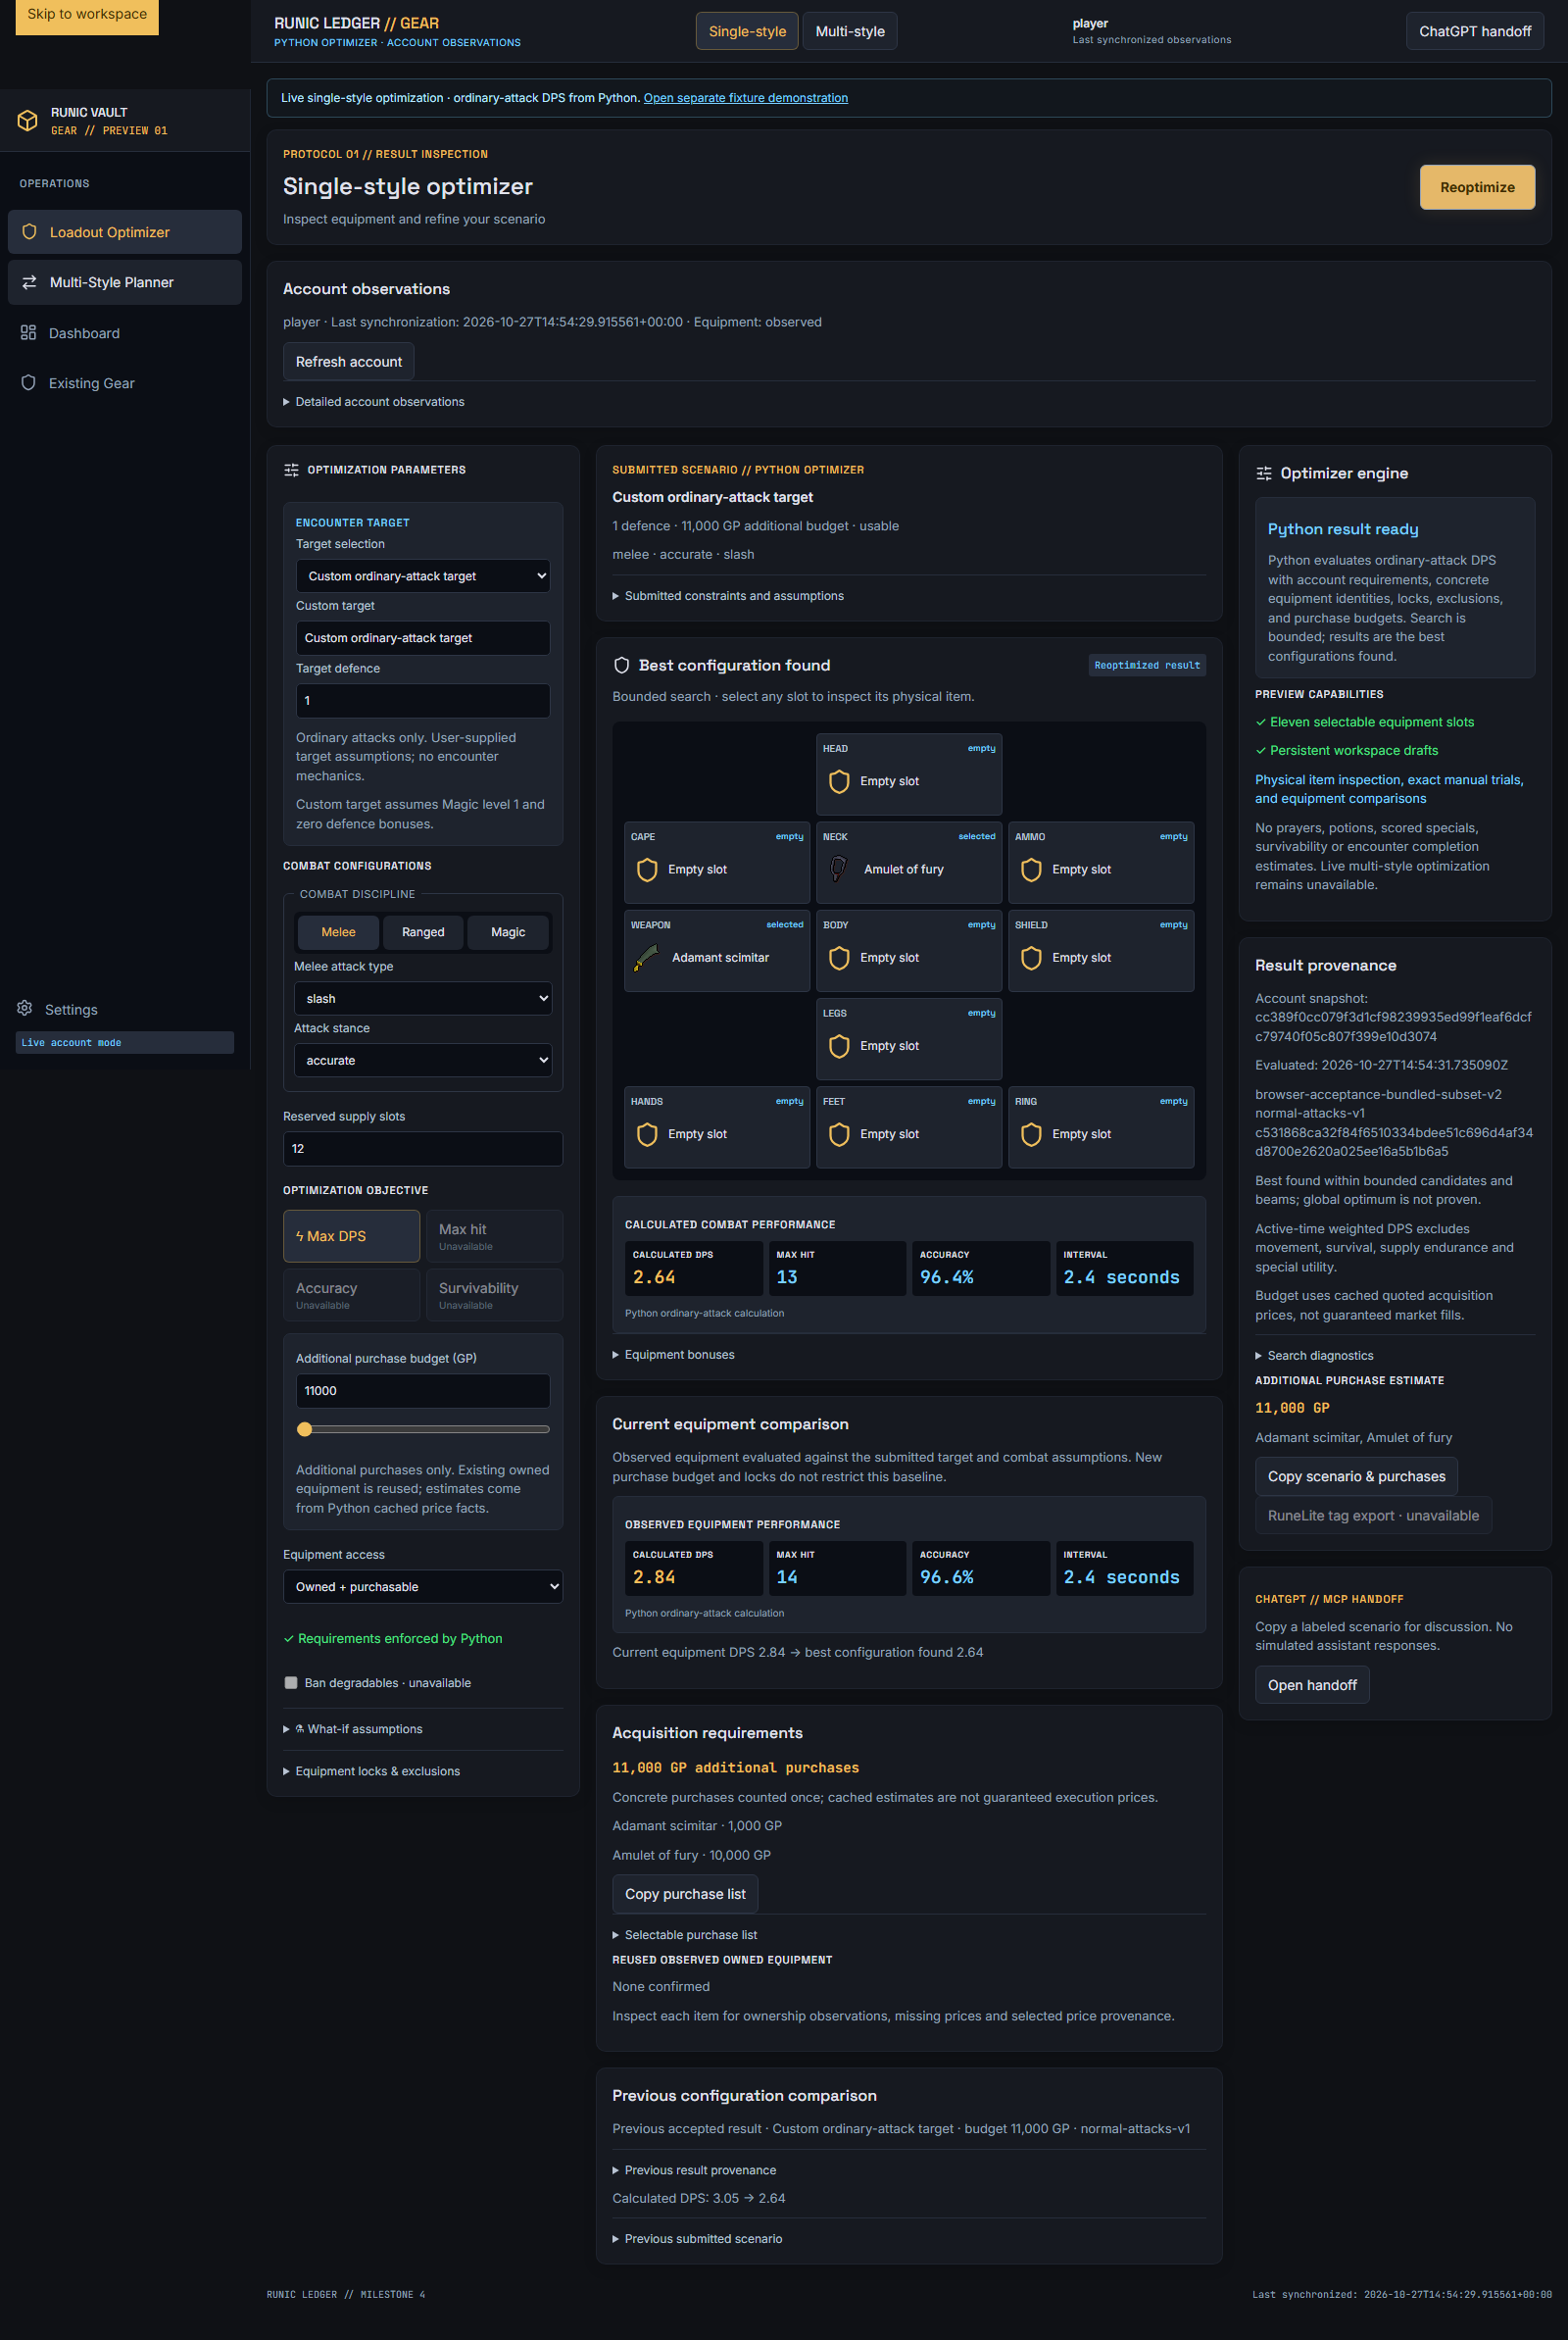 Skip to workspace
RUNIC VAULT
GEAR // PREVIEW 01
OPERATIONS
Loadout Optimizer
Multi-Style Planner
Dashboard
Existing Gear
Settings
Live account mode
RUNIC LEDGER // GEAR
PYTHON OPTIMIZER · ACCOUNT OBSERVATIONS
Single-style
Multi-style
player
Last synchronized observations
ChatGPT handoff
Live single-style optimization · ordinary-attack DPS from Python. Open separate fixture demonstration
PROTOCOL 01 // RESULT INSPECTION
Single-style optimizer
Inspect equipment and refine your scenario
Reoptimize
Account observations
player · Last synchronization: 2026-10-27T14:54:29.915561+00:00 · Equipment: observed
Refresh account
Detailed account observations
OPTIMIZATION PARAMETERS
ENCOUNTER TARGET
Target selection
Custom ordinary-attack target
Custom target
Custom ordinary-attack target
Target defence
1
Ordinary attacks only. User-supplied
target assumptions; no encounter
mechanics.
Custom target assumes Magic level 1 and
zero defence bonuses.
COMBAT CONFIGURATIONS
COMBAT DISCIPLINE
Melee
Ranged
Magic
Melee attack type
slash
Attack stance
accurate
Reserved supply slots
12
OPTIMIZATION OBJECTIVE
ϟ Max DPS
Max hit
Unavailable
Accuracy
Unavailable
Survivability
Unavailable
Additional purchase budget (GP)
11000
Additional purchases only. Existing owned
equipment is reused; estimates come
from Python cached price facts.
Equipment access
Owned + purchasable
✓ Requirements enforced by Python
Ban degradables · unavailable
⚗ What-if assumptions
Equipment locks & exclusions
SUBMITTED SCENARIO // PYTHON OPTIMIZER
Custom ordinary-attack target
1 defence · 11,000 GP additional budget · usable
melee · accurate · slash
Submitted constraints and assumptions
Best configuration found
Reoptimized result
Bounded search · select any slot to inspect its physical item.
HEAD empty
Empty slot
CAPE empty
Empty slot
NECK selected
Amulet of fury
AMMO empty
Empty slot
WEAPON selected
Adamant scimitar
BODY empty
Empty slot
SHIELD empty
Empty slot
LEGS empty
Empty slot
HANDS empty
Empty slot
FEET empty
Empty slot
RING empty
Empty slot
CALCULATED COMBAT PERFORMANCE
CALCULATED DPS
2.64
MAX HIT
13
ACCURACY
96.4%
INTERVAL
2.4 seconds
Python ordinary-attack calculation
Equipment bonuses
Current equipment comparison
Observed equipment evaluated against the submitted target and combat assumptions. New
purchase budget and locks do not restrict this baseline.
OBSERVED EQUIPMENT PERFORMANCE
CALCULATED DPS
2.84
MAX HIT
14
ACCURACY
96.6%
INTERVAL
2.4 seconds
Python ordinary-attack calculation
Current equipment DPS 2.84 → best configuration found 2.64
Acquisition requirements
11,000 GP additional purchases
Concrete purchases counted once; cached estimates are not guaranteed execution prices.
Adamant scimitar · 1,000 GP
Amulet of fury · 10,000 GP
Copy purchase list
Selectable purchase list
REUSED OBSERVED OWNED EQUIPMENT
None confirmed
Inspect each item for ownership observations, missing prices and selected price provenance.
Previous configuration comparison
Previous accepted result · Custom ordinary-attack target · budget 11,000 GP · normal-attacks-v1
Previous result provenance
Calculated DPS: 3.05 → 2.64
Previous submitted scenario
Optimizer engine
Python result ready
Python evaluates ordinary-attack DPS
with account requirements, concrete
equipment identities, locks, exclusions,
and purchase budgets. Search is
bounded; results are the best
configurations found.
PREVIEW CAPABILITIES
✓ Eleven selectable equipment slots
✓ Persistent workspace drafts
Physical item inspection, exact manual trials,
and equipment comparisons
No prayers, potions, scored specials,
survivability or encounter completion
estimates. Live multi-style optimization
remains unavailable.
Result provenance
Account snapshot:
cc389f0cc079f3d1cf98239935ed99f1eaf6dcf
c79740f05c807f399e10d3074
Evaluated: 2026-10-27T14:54:31.735090Z
browser-acceptance-bundled-subset-v2
normal-attacks-v1
c531868ca32f84f6510334bdee51c696d4af34
d8700e2620a025ee16a5b1b6a5
Best found within bounded candidates and
beams; global optimum is not proven.
Active-time weighted DPS excludes
movement, survival, supply endurance and
special utility.
Budget uses cached quoted acquisition
prices, not guaranteed market fills.
Search diagnostics
ADDITIONAL PURCHASE ESTIMATE
11,000 GP
Adamant scimitar, Amulet of fury
Copy scenario & purchases
RuneLite tag export · unavailable
CHATGPT // MCP HANDOFF
Copy a labeled scenario for discussion. No
simulated assistant responses.
Open handoff
RUNIC LEDGER // MILESTONE 4
Last synchronized: 2026-10-27T14:54:29.915561+00:00